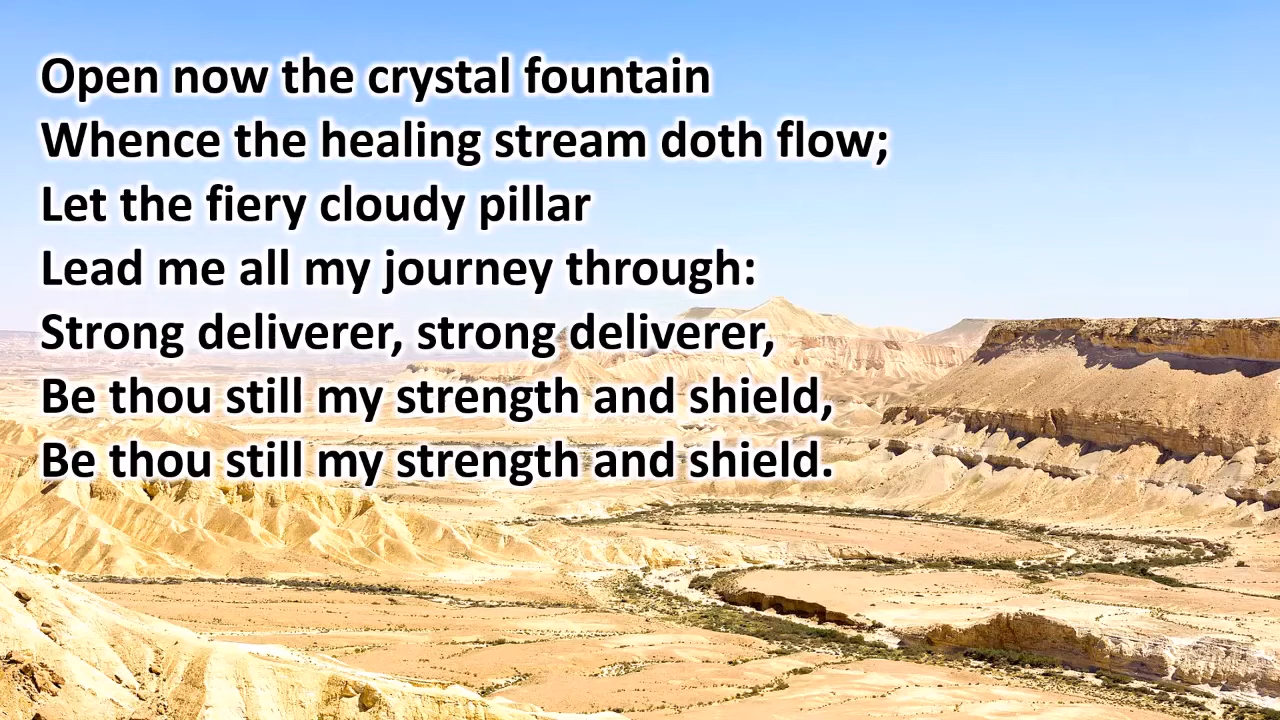 Open now the crystal fountain
Whence the healing stream doth flow;
Let the fiery cloudy pillar
Lead me all my journey through:
Strong deliverer, strong deliverer,
Be thou still my strength and shield,
Be thou still my strength and shield.